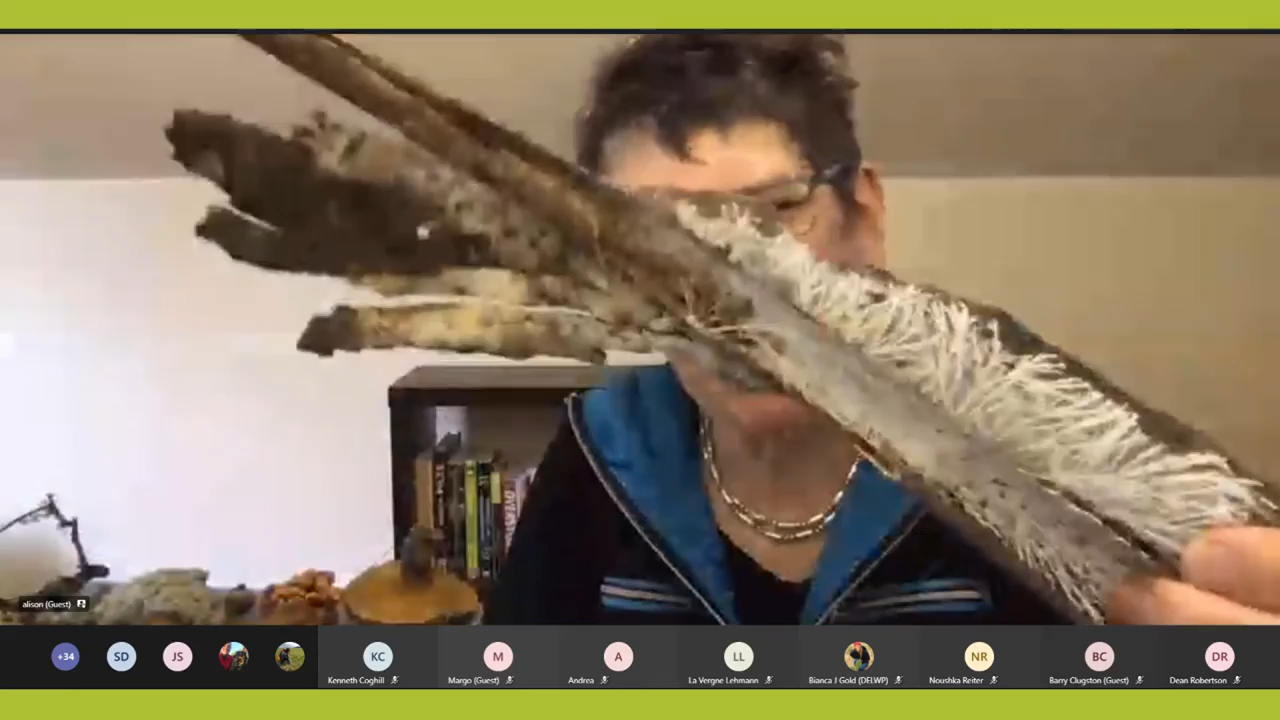 alison (Guest)
+34
SD
JS
KC
M
A
LL
NR
BC
DR
Kenneth Coghill
Margo (Guest)
Andrea
La Vergne Lehmann
Bianca J Gold (DELWP)
Noushka Reiter
Barry Clugston (Guest)
Dean Robertson